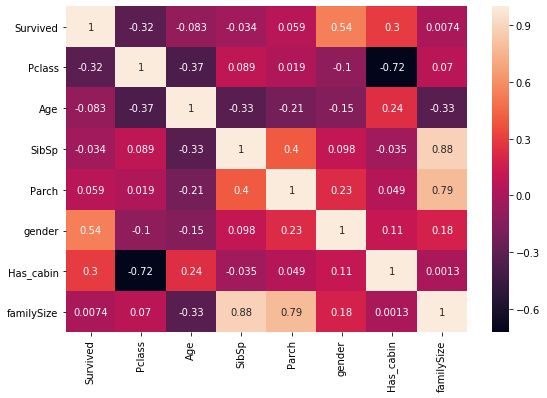 Survived 1 -0.32 -0.083 -0.034 0.059 0.54 0.3 0.0074
Pclass -0.32 1 -0.37 0.089 0.019 -0.1 -0.72 0.07
Age -0.083 -0.37 1 -0.33 -0.21 -0.15 0.24 -0.33
SibSp -0.034 0.089 -0.33 1 0.4 0.098 -0.035 0.88
Parch 0.059 0.019 -0.21 0.4 1 0.23 0.049 0.79
gender 0.54 -0.1 -0.15 0.098 0.23 1 0.11 0.18
Has_cabin 0.3 -0.72 0.24 -0.035 0.049 0.11 1 0.0013
familySize 0.0074 0.07 -0.33 0.88 0.79 0.18 0.0013 1
Survived Pclass Age SibSp Parch gender Has_cabin familySize
0.9
0.6
0.3
0.0
-0.3
-0.6